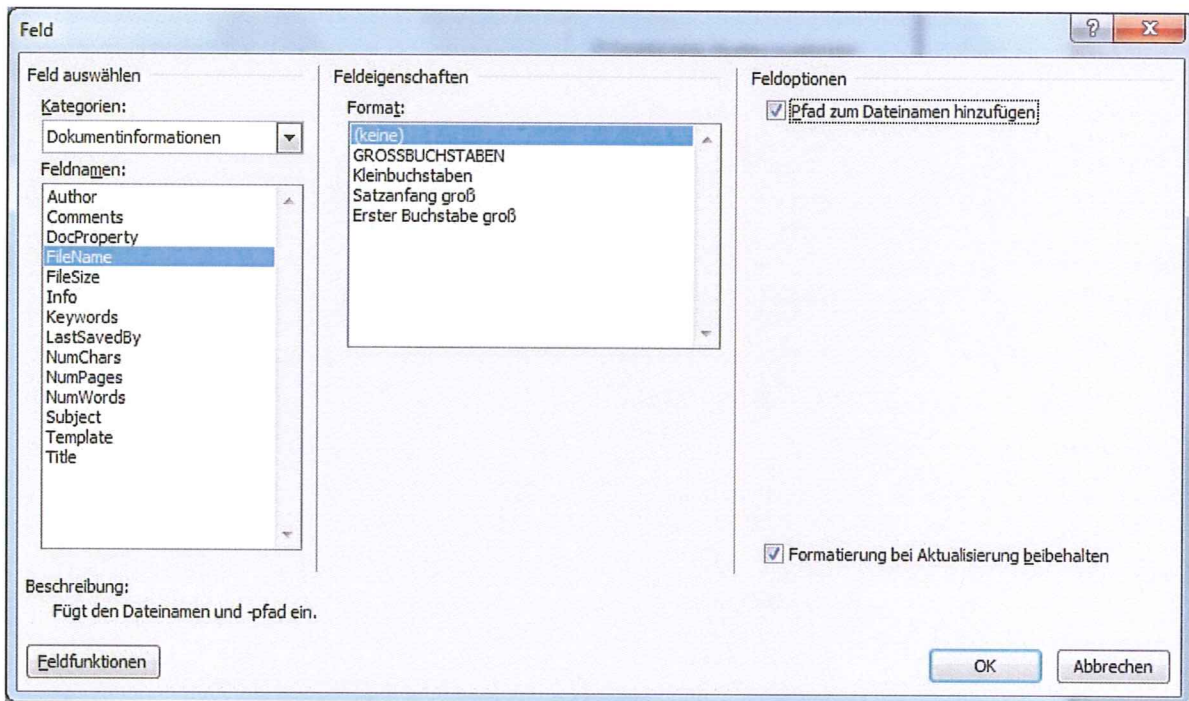 Feld
Feld auswählen
Kategorien:
Dokumentinformationen
Feldnamen:
Author
Comments
DocProperty
FileName
FileSize
Info
Keywords
LastSavedBy
NumChars
NumPages
NumWords
Subject
Template
Title
Feldeigenschaften
Format:
(keine)
GROSSBUCHSTABEN
Kleinbuchstaben
Satzanfang groß
Erster Buchstabe groß
Feldoptionen
Pfad zum Dateinamen hinzufügen
Formatierung bei Aktualisierung beibehalten
Beschreibung:
Fügt den Dateinamen und -pfad ein.
Feldfunktionen
OK
Abbrechen